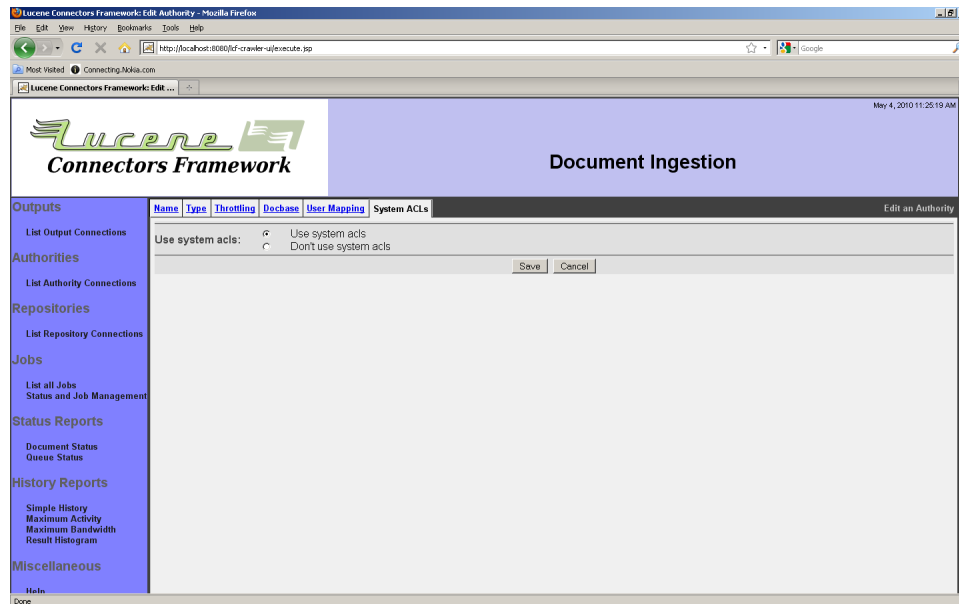 Lucene Connectors Framework: Edit Authority - Mozilla Firefox
File Edit View History Bookmarks Tools Help
http://localhost:8080/lcf-crawler-ui/execute.jsp
Google
Most Visited Connecting.Nokia.com
Lucene Connectors Framework: Edit ...
May 4, 2010 11:25:19 AM
Lucene
Connectors Framework
Document Ingestion
Outputs
List Output Connections
Authorities
List Authority Connections
Repositories
List Repository Connections
Jobs
List all Jobs
Status and Job Management
Status Reports
Document Status
Queue Status
History Reports
Simple History
Maximum Activity
Maximum Bandwidth
Result Histogram
Miscellaneous
Help
Name Type Throttling Docbase User Mapping System ACLs
Edit an Authority
Use system acls:
Use system acls
Don't use system acls
Save Cancel
Done